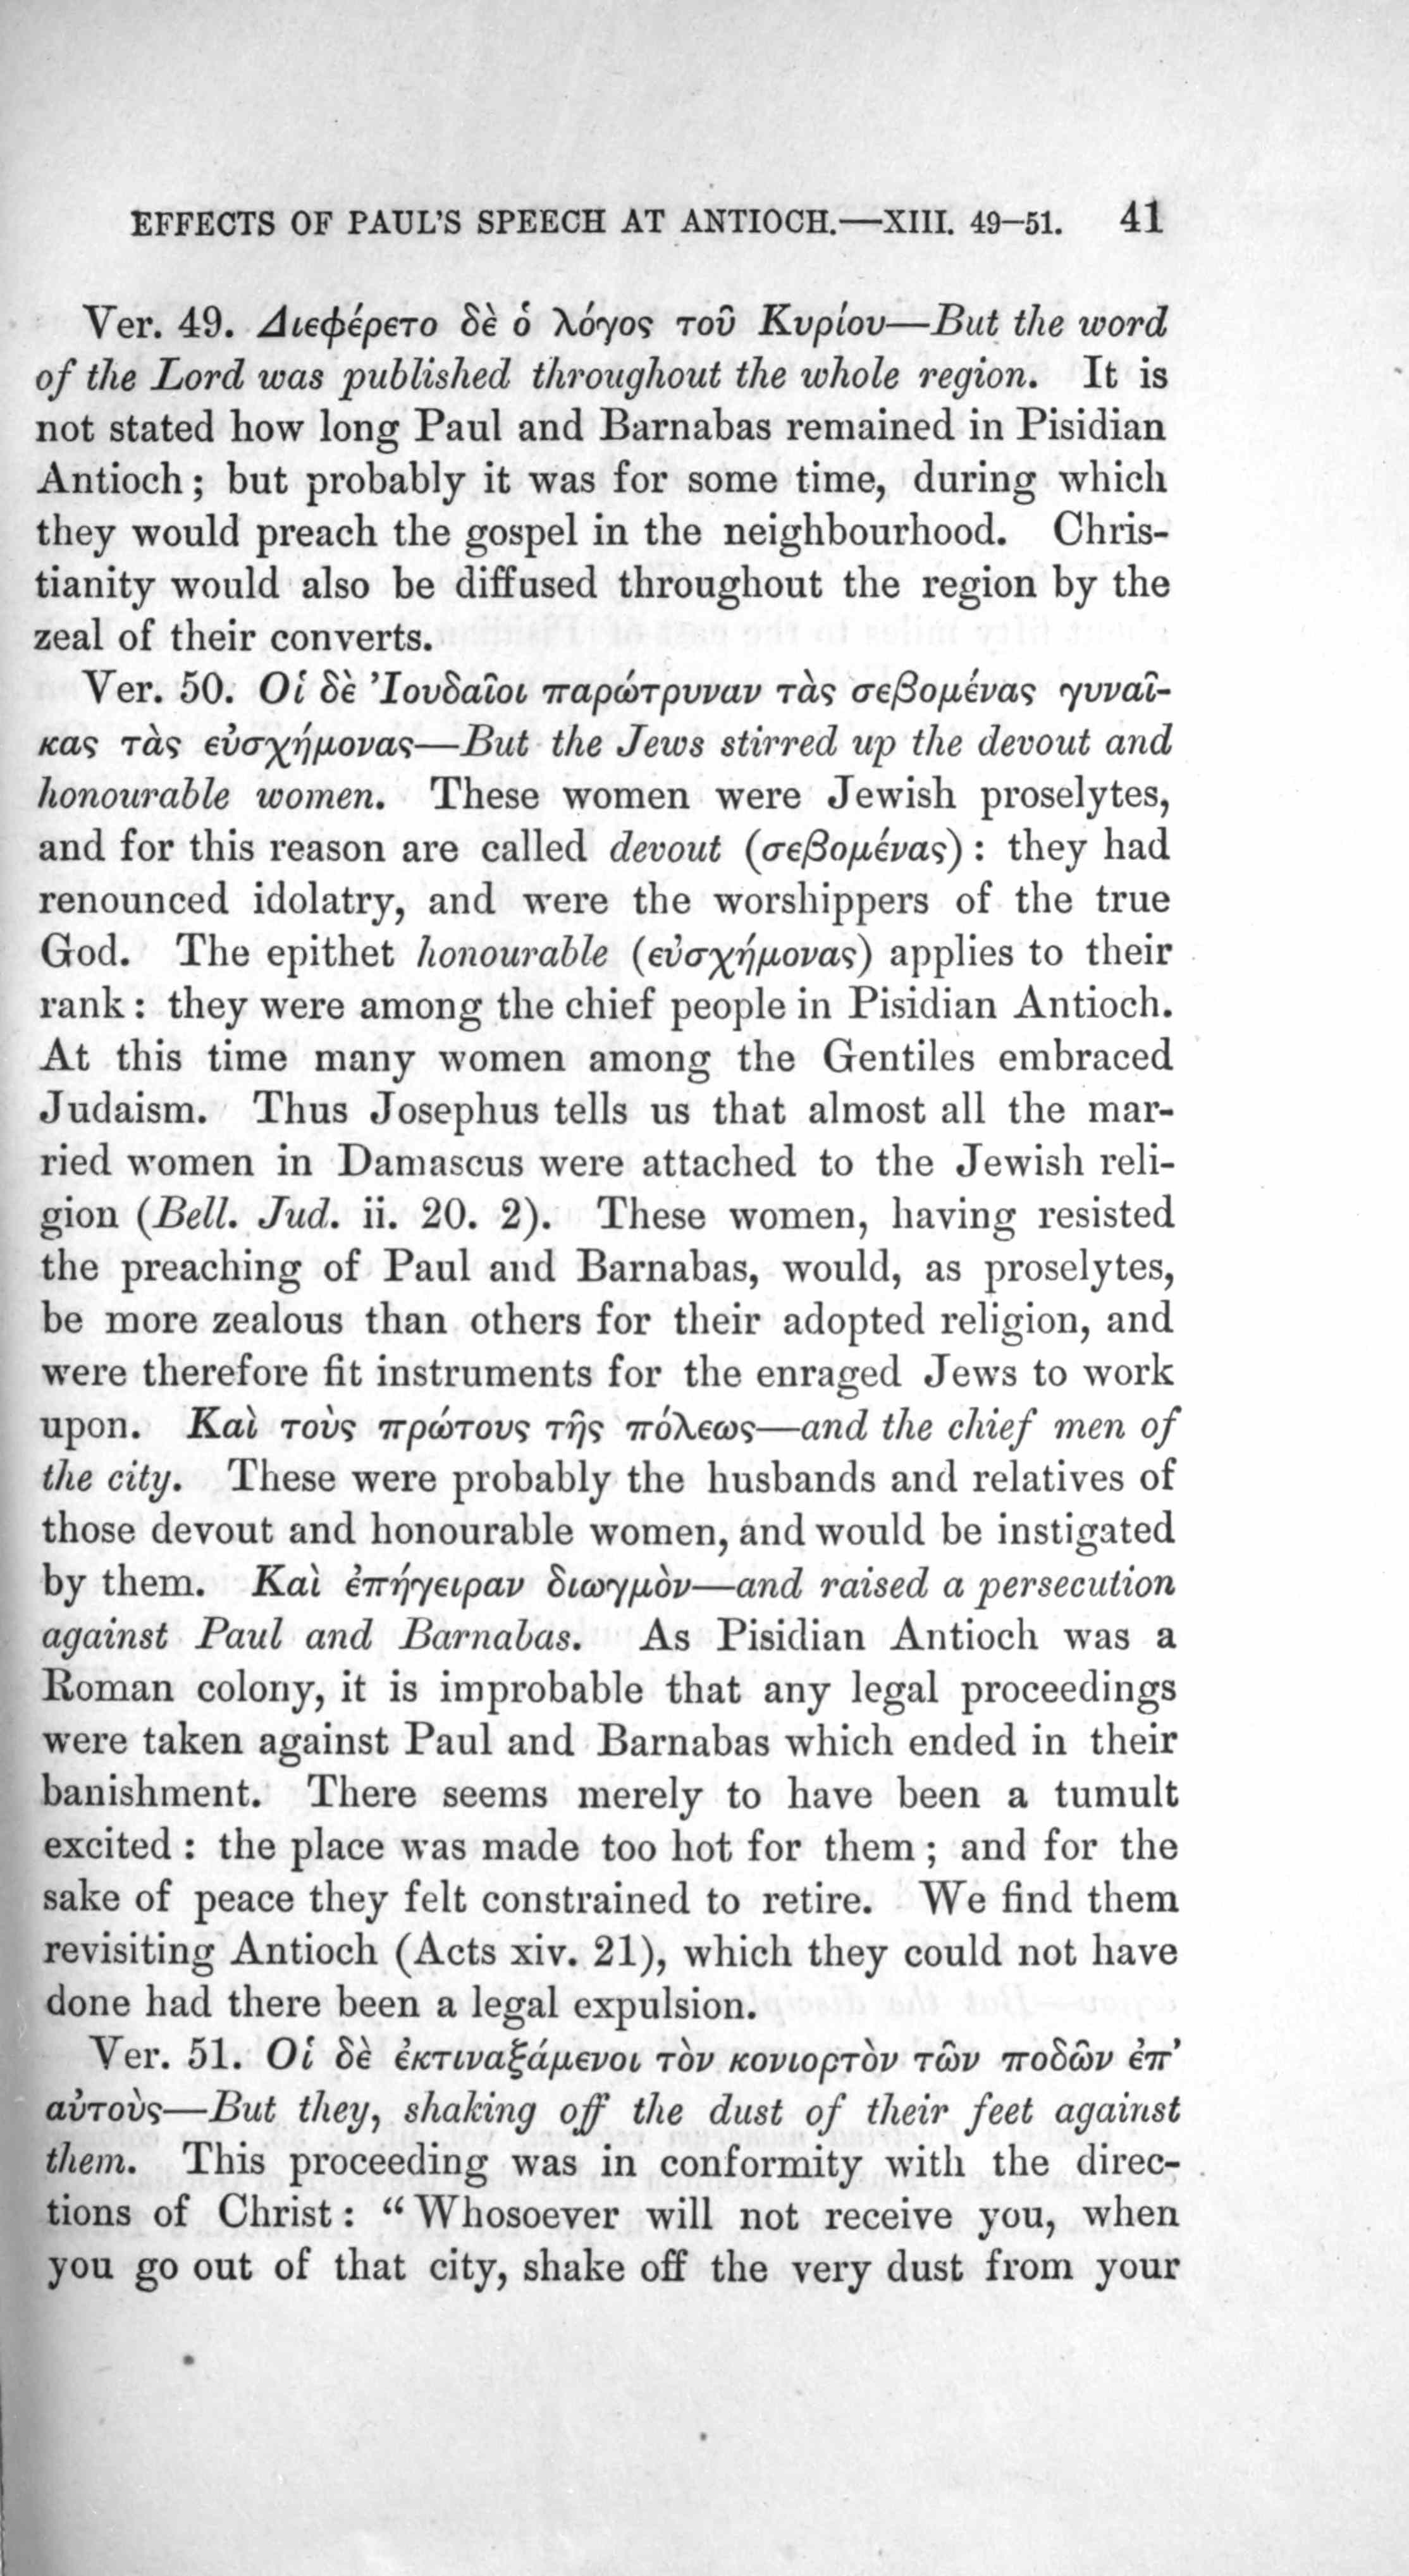 EFFECTS OF PAUL'S SPEECH AT ANTIOCH.—XIII. 49–51. 41
Ver. 49. Διεφέρετο δὲ ὁ λόγος τοῦ Κυρίου—But the word
of the Lord was published throughout the whole region. It is
not stated how long Paul and Barnabas remained in Pisidian
Antioch; but probably it was for some time, during which
they would preach the gospel in the neighbourhood. Chris-
tianity would also be diffused throughout the region by the
zeal of their converts.
Ver. 50. Οἱ δὲ Ἰουδαῖοι παρώτρυναν τὰς σεβομένας γυναῖ-
κας τὰς εὐσχήμονας—But the Jews stirred up the devout and
honourable women. These women were Jewish proselytes,
and for this reason are called devout (σεβομένας): they had
renounced idolatry, and were the worshippers of the true
God. The epithet honourable (εὐσχήμονας) applies to their
rank: they were among the chief people in Pisidian Antioch.
At this time many women among the Gentiles embraced
Judaism. Thus Josephus tells us that almost all the mar-
ried women in Damascus were attached to the Jewish reli-
gion (Bell. Jud. ii. 20. 2). These women, having resisted
the preaching of Paul and Barnabas, would, as proselytes,
be more zealous than others for their adopted religion, and
were therefore fit instruments for the enraged Jews to work
upon. Καὶ τοὺς πρώτους τῆς πόλεως—and the chief men of
the city. These were probably the husbands and relatives of
those devout and honourable women, and would be instigated
by them. Καὶ ἐπήγειραν διωγμὸν—and raised a persecution
against Paul and Barnabas. As Pisidian Antioch was a
Roman colony, it is improbable that any legal proceedings
were taken against Paul and Barnabas which ended in their
banishment. There seems merely to have been a tumult
excited: the place was made too hot for them; and for the
sake of peace they felt constrained to retire. We find them
revisiting Antioch (Acts xiv. 21), which they could not have
done had there been a legal expulsion.
Ver. 51. Οἱ δὲ ἐκτιναξάμενοι τὸν κονιορτὸν τῶν ποδῶν ἐπ'
αὐτοὺς—But they, shaking off the dust of their feet against
them. This proceeding was in conformity with the direc-
tions of Christ: "Whosoever will not receive you, when
you go out of that city, shake off the very dust from your